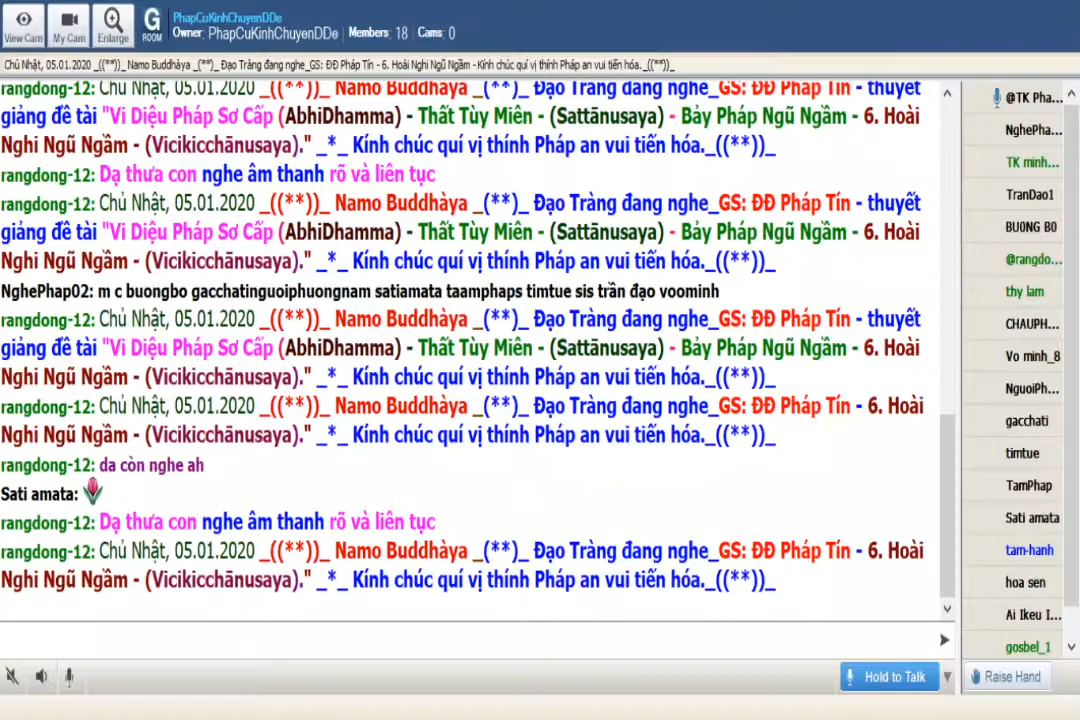 View Cam
My Cam
Enlarge
G
ROOM
PhapCuKinhChuyenDDe
Owner: PhapCuKinhChuyenDDe | Members: 18 | Cams: 0
Chủ Nhật, 05.01.2020 _((**))_ Namo Buddhàya _(**)_ Đạo Tràng đang nghe_GS: ĐĐ Pháp Tín - 6. Hoài Nghi Ngũ Ngầm - Kính chúc quí vị thính Pháp an vui tiến hóa._((**))_
rangdong-12: Chủ Nhật, 05.01.2020 _((**))_ Namo Buddhàya _(**)_ Đạo Tràng đang nghe_GS: ĐĐ Pháp Tín - thuyết
giảng đề tài "Vi Diệu Pháp Sơ Cấp (AbhiDhamma) - Thất Tùy Miên - (Sattānusaya) - Bảy Pháp Ngũ Ngầm - 6. Hoài
Nghi Ngũ Ngầm - (Vicikicchānusaya)." _*_ Kính chúc quí vị thính Pháp an vui tiến hóa._((**))_
rangdong-12: Dạ thưa con nghe âm thanh rõ và liên tục
rangdong-12: Chủ Nhật, 05.01.2020 _((**))_ Namo Buddhàya _(**)_ Đạo Tràng đang nghe_GS: ĐĐ Pháp Tín - thuyết
giảng đề tài "Vi Diệu Pháp Sơ Cấp (AbhiDhamma) - Thất Tùy Miên - (Sattānusaya) - Bảy Pháp Ngũ Ngầm - 6. Hoài
Nghi Ngũ Ngầm - (Vicikicchānusaya)." _*_ Kính chúc quí vị thính Pháp an vui tiến hóa._((**))_
NghePhap02: m c buongbo gacchatinguoiphuongnam satiamata taamphaps timtue sis trần đạo voominh
rangdong-12: Chủ Nhật, 05.01.2020 _((**))_ Namo Buddhàya _(**)_ Đạo Tràng đang nghe_GS: ĐĐ Pháp Tín - thuyết
giảng đề tài "Vi Diệu Pháp Sơ Cấp (AbhiDhamma) - Thất Tùy Miên - (Sattānusaya) - Bảy Pháp Ngũ Ngầm - 6. Hoài
Nghi Ngũ Ngầm - (Vicikicchānusaya)." _*_ Kính chúc quí vị thính Pháp an vui tiến hóa._((**))_
rangdong-12: Chủ Nhật, 05.01.2020 _((**))_ Namo Buddhàya _(**)_ Đạo Tràng đang nghe_GS: ĐĐ Pháp Tín - 6. Hoài
Nghi Ngũ Ngầm - (Vicikicchānusaya)." _*_ Kính chúc quí vị thính Pháp an vui tiến hóa._((**))_
rangdong-12: da còn nghe ah
Sati amata:
rangdong-12: Dạ thưa con nghe âm thanh rõ và liên tục
rangdong-12: Chủ Nhật, 05.01.2020 _((**))_ Namo Buddhàya _(**)_ Đạo Tràng đang nghe_GS: ĐĐ Pháp Tín - 6. Hoài
Nghi Ngũ Ngầm - (Vicikicchānusaya)." _*_ Kính chúc quí vị thính Pháp an vui tiến hóa._((**))_
@TK Pha...
NghePha...
TK minh...
TranDao1
BUONG BO
@rangdo...
thy lam
CHAUPH...
Vo minh_8
NguoiPh...
gacchati
timtue
TamPhap
Sati amata
tam-hanh
hoa sen
Ai Ikeu I...
gosbel_1
Hold to Talk
Raise Hand